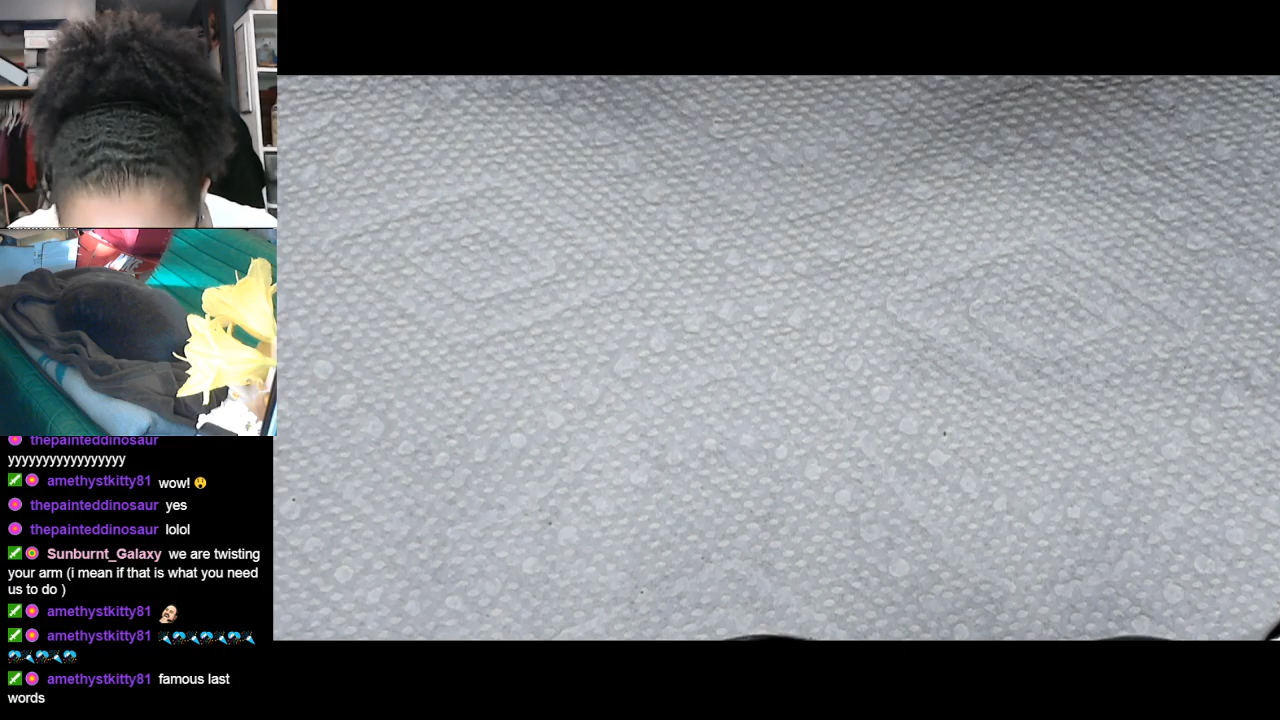 thepainteddinosaur
yyyyyyyyyyyyyyyyy
amethystkitty81 wow!
thepainteddinosaur yes
thepainteddinosaur lolol
Sunburnt_Galaxy we are twisting
your arm (i mean if that is what you need
us to do )
amethystkitty81
amethystkitty81
amethystkitty81 famous last
words